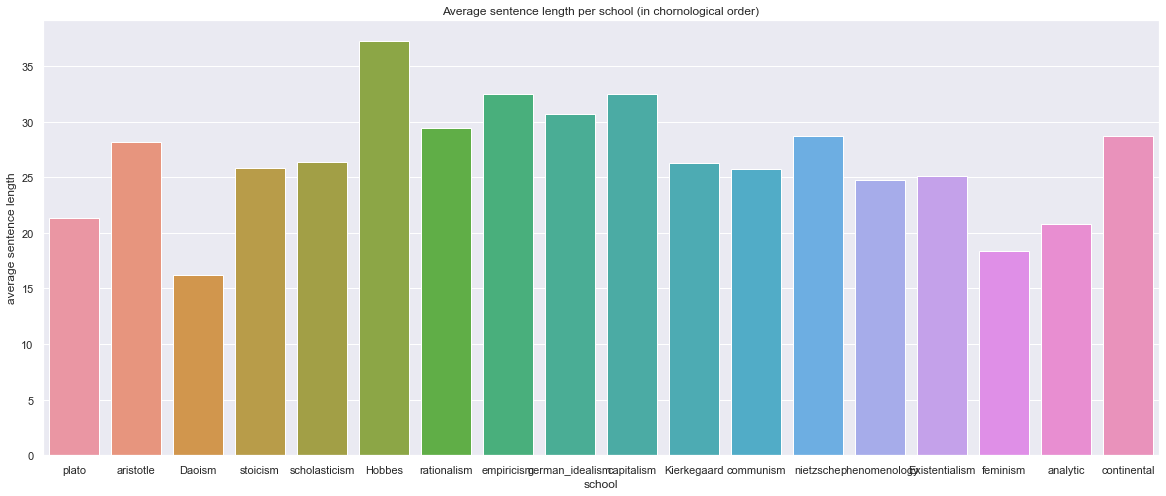 Average sentence length per school (in chornological order)
average sentence length
35
30
25
20
15
10
5
0
plato aristotle Daoism stoicism scholasticism Hobbes rationalism empiricism german_idealism capitalism Kierkegaard communism nietzsche phenomenology Existentialism feminism analytic continental
school